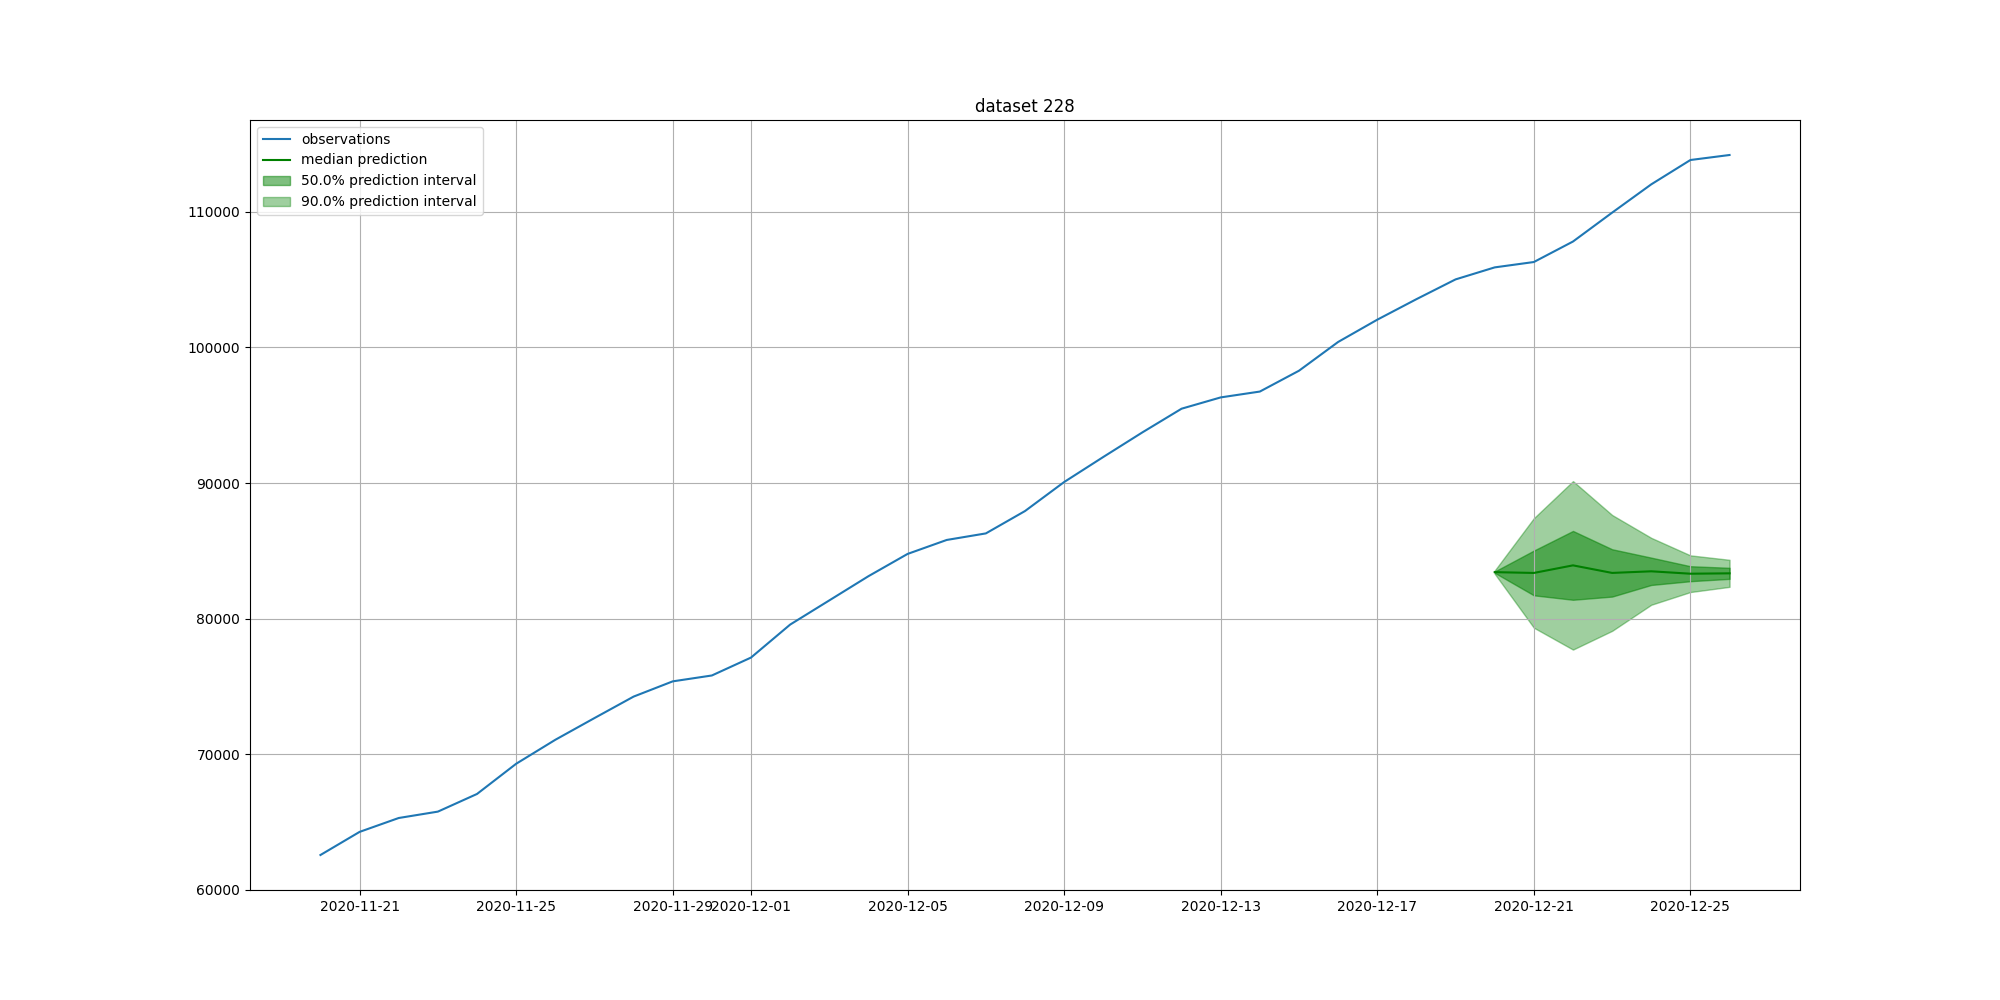 dataset 228
observations
median prediction
50.0% prediction interval
90.0% prediction interval
110000
100000
90000
80000
70000
60000
2020-11-21 2020-11-25 2020-11-29 2020-12-01 2020-12-05 2020-12-09 2020-12-13 2020-12-17 2020-12-21 2020-12-25